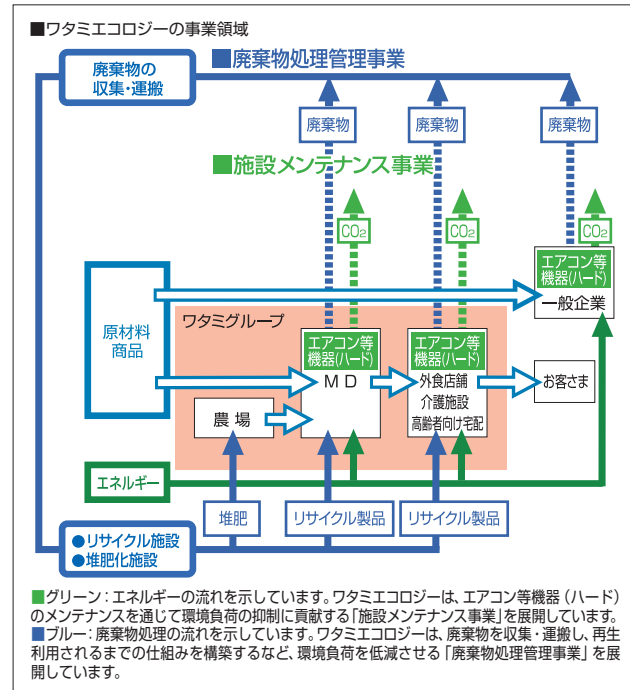 ■ワタミエコロジーの事業領域
廃棄物の
収集・運搬
■廃棄物処理管理事業
廃棄物
廃棄物
廃棄物
■施設メンテナンス事業
CO₂
CO₂
CO₂
エアコン等
機器(ハード)
一般企業
原材料
商品
ワタミグループ
エアコン等
機器(ハード)
MD
エアコン等
機器(ハード)
外食店舗
介護施設
高齢者向け宅配
お客さま
農場
エネルギー
堆肥
リサイクル製品
リサイクル製品
●リサイクル施設
●堆肥化施設
■グリーン：エネルギーの流れを示しています。ワタミエコロジーは、エアコン等機器（ハード）
のメンテナンスを通じて環境負荷の抑制に貢献する「施設メンテナンス事業」を展開しています。
■ブルー：廃棄物処理の流れを示しています。ワタミエコロジーは、廃棄物を収集・運搬し、再生
利用されるまでの仕組みを構築するなど、環境負荷を低減させる「廃棄物処理管理事業」を展
開しています。